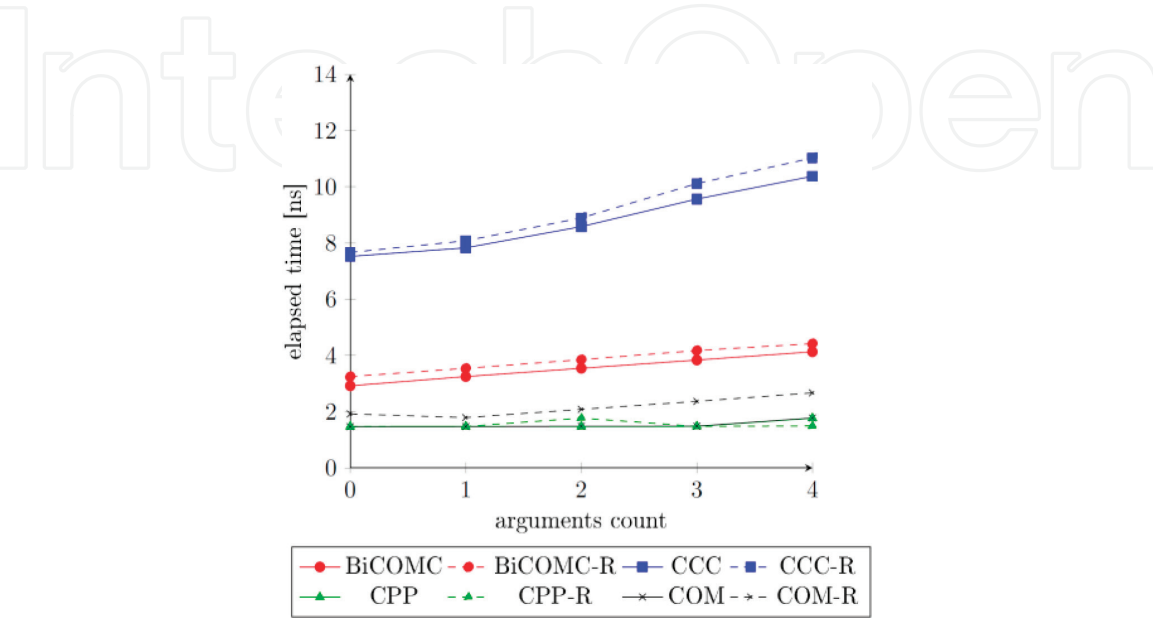 IntechOpen
14
12
10
8
6
4
2
0
elapsed time [ns]
0 1 2 3 4
arguments count
BiCOMC BiCOMC-R CCC CCC-R
CPP CPP-R COM COM-R